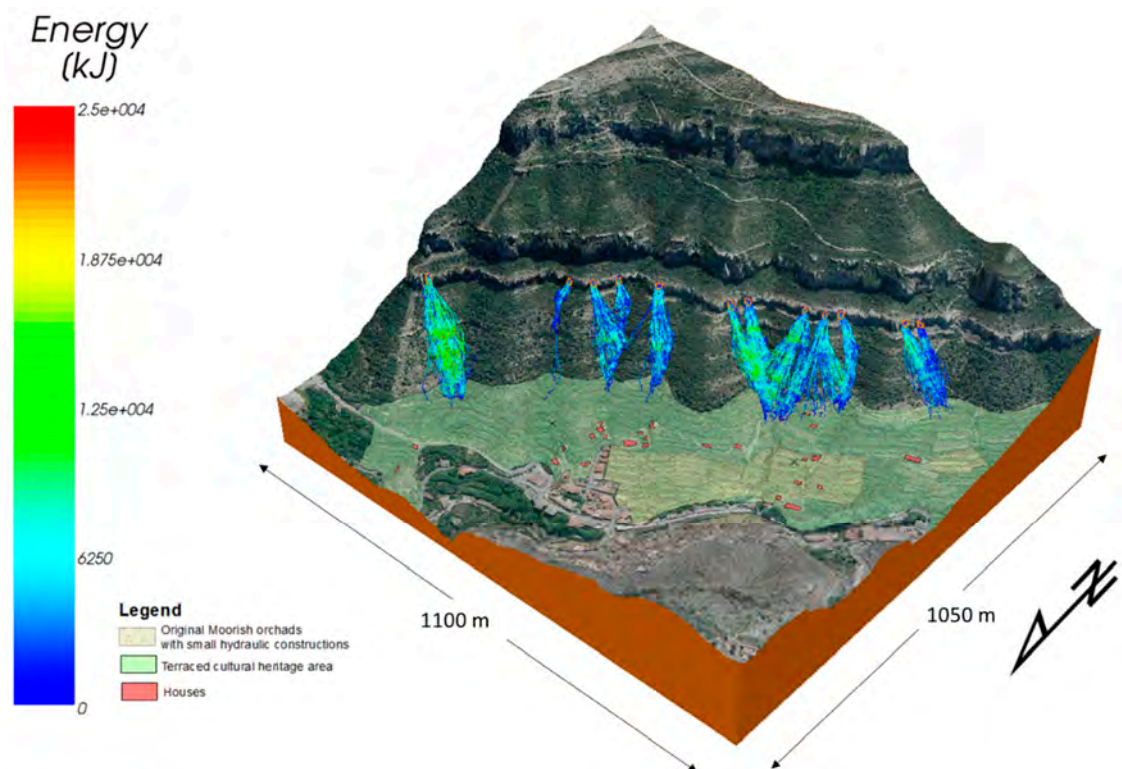 Energy
(kJ)
2.5e+004
1.875e+004
1.25e+004
6250
0
Legend
Original Moorish orchads
with small hydraulic constructions
Terraced cultural heritage area
Houses
1100 m
1050 m
N